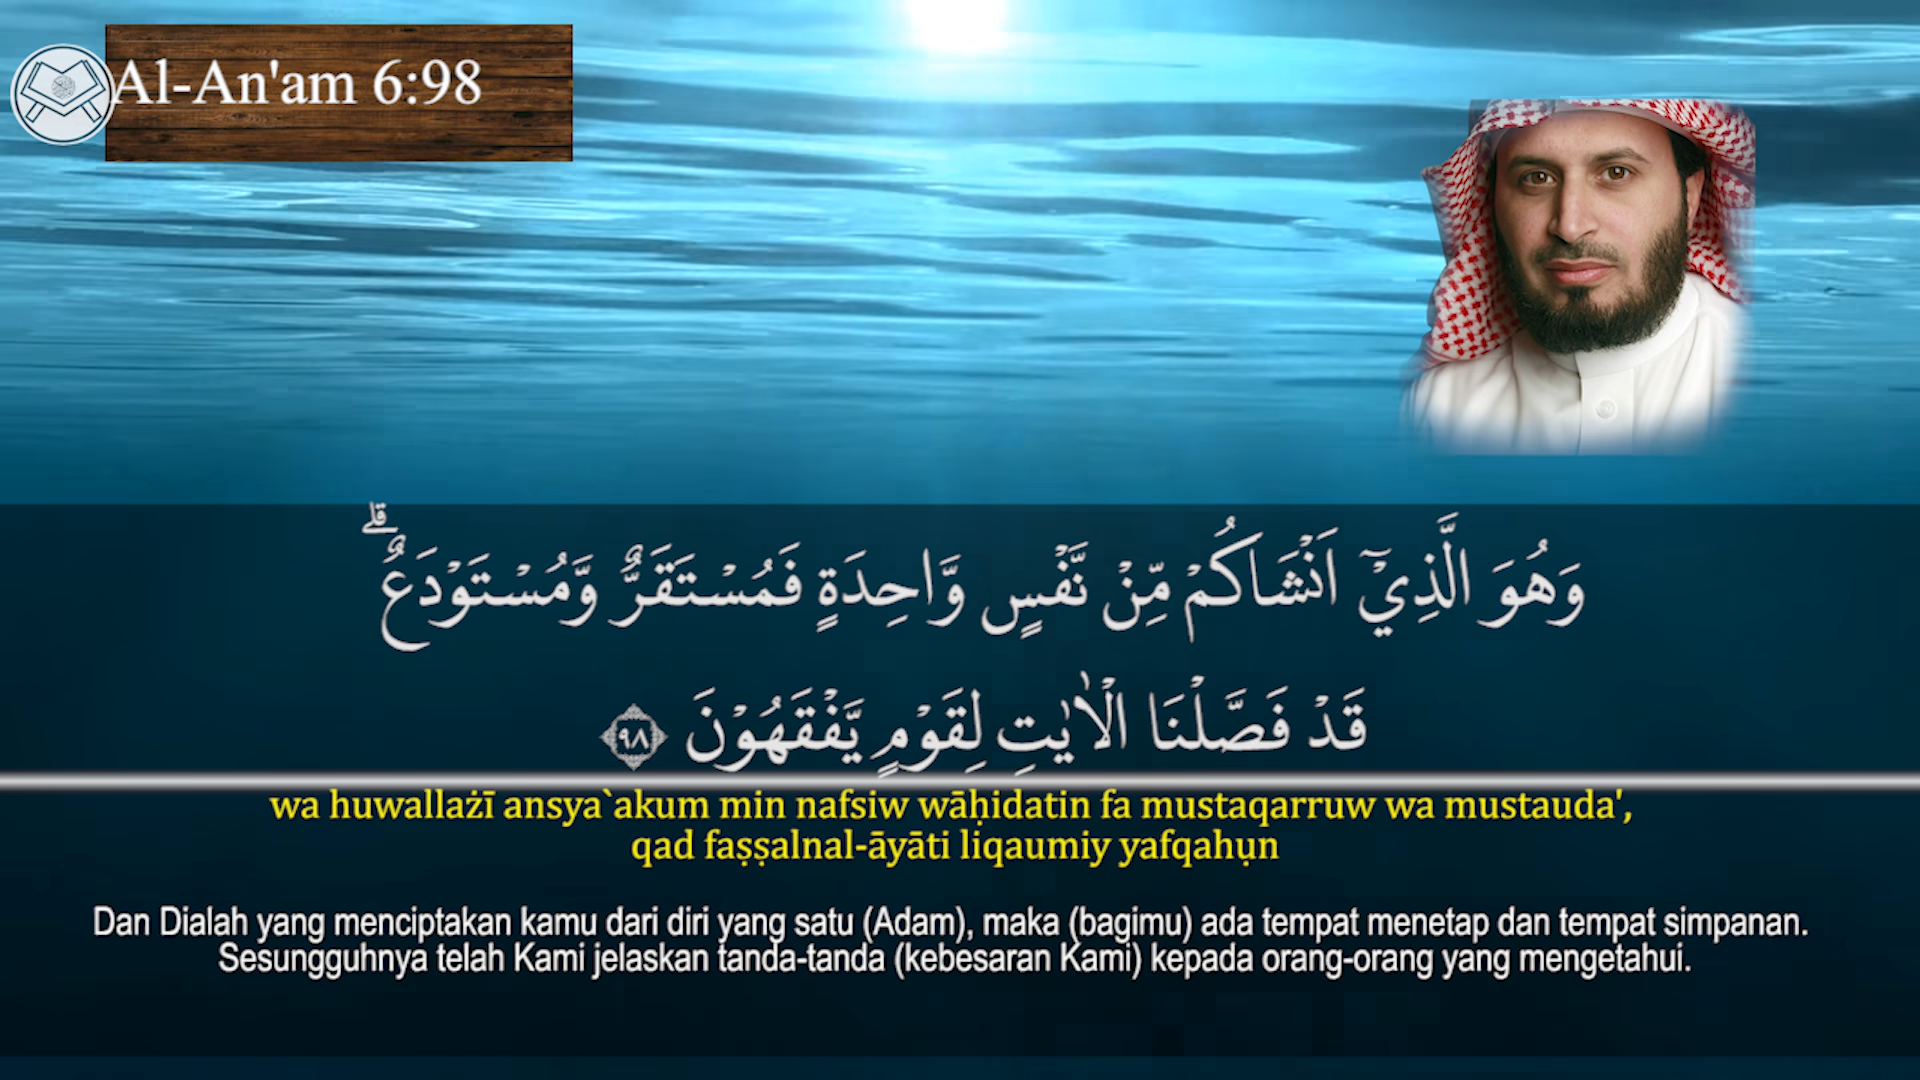 Al-An'am 6:98
وَهُوَ الَّذِيْٓ اَنْشَاَكُمْ مِّنْ نَّفْسٍ وَّاحِدَةٍ فَمُسْتَقَرٌّ وَّمُسْتَوْدَعٌ ۗ
قَدْ فَصَّلْنَا الْاٰيٰتِ لِقَوْمٍ يَّفْقَهُوْنَ ٩٨
wa huwallażī ansya`akum min nafsiw wāḥidatin fa mustaqarruw wa mustauda',
qad faṣṣalnal-āyāti liqaumiy yafqahụn
Dan Dialah yang menciptakan kamu dari diri yang satu (Adam), maka (bagimu) ada tempat menetap dan tempat simpanan.
Sesungguhnya telah Kami jelaskan tanda-tanda (kebesaran Kami) kepada orang-orang yang mengetahui.